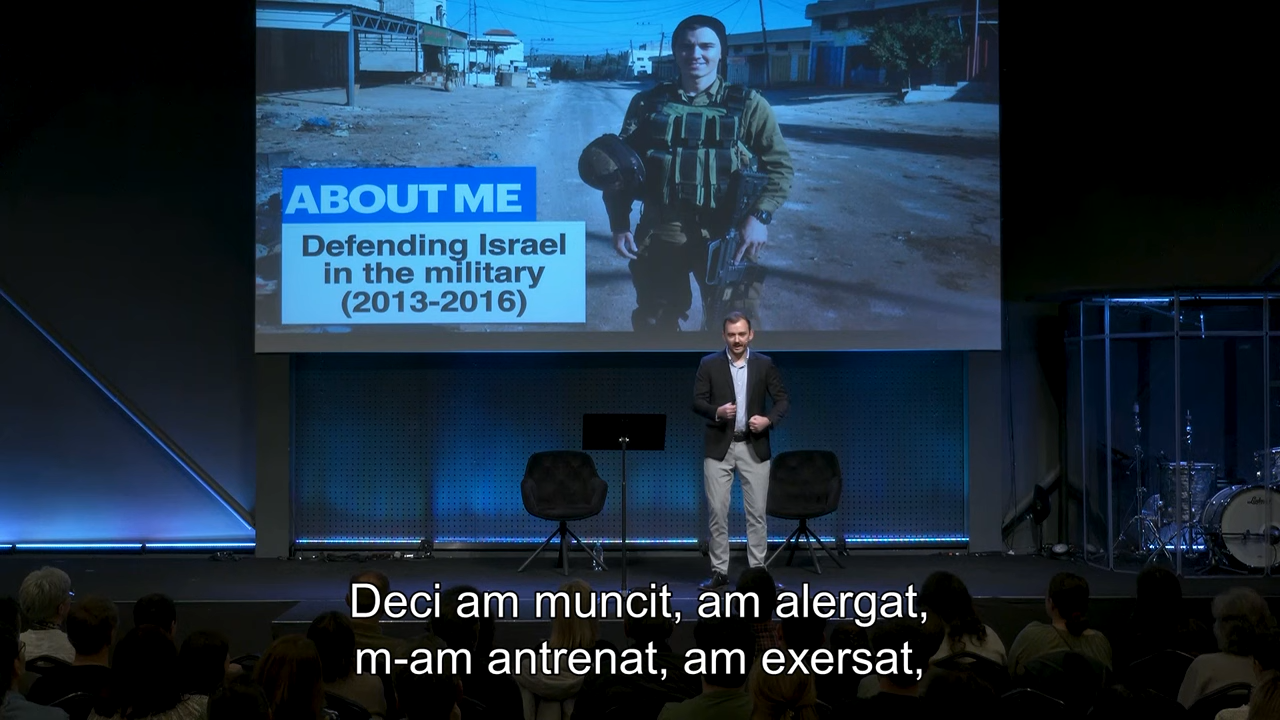 ABOUT ME
Defending Israel
in the military
(2013-2016)
Deci am muncit, am alergat,
m-am antrenat, am exersat,